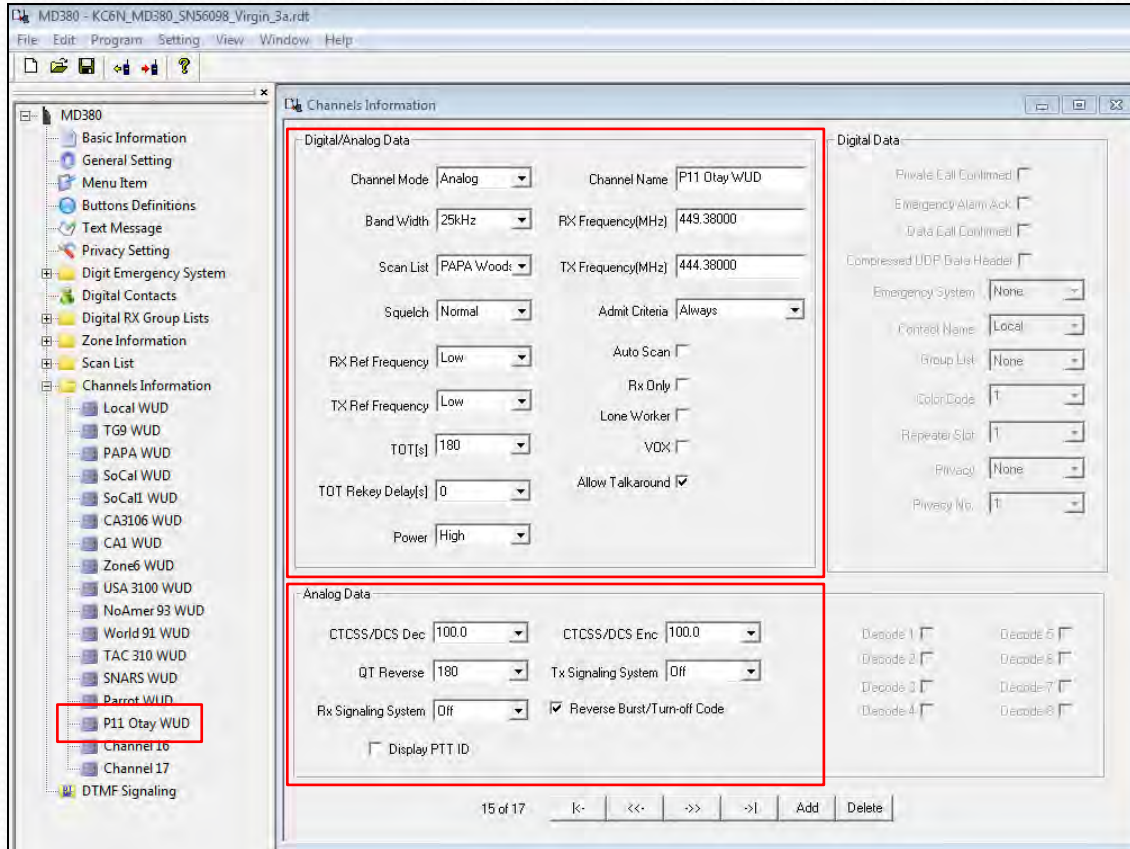 MD380 - KC6N_MD380_SN56098_Virgin_3a.rdt
File Edit Program Setting View Window Help
MD380
Basic Information
General Setting
Menu Item
Buttons Definitions
Text Message
Privacy Setting
Digit Emergency System
Digital Contacts
Digital RX Group Lists
Zone Information
Scan List
Channels Information
Local WUD
TG9 WUD
PAPA WUD
SoCal WUD
SoCal1 WUD
CA3106 WUD
CA1 WUD
Zone6 WUD
USA 3100 WUD
NoAmer 93 WUD
World 91 WUD
TAC 310 WUD
SNARS WUD
Parrot WUD
P11 Otay WUD
Channel 16
Channel 17
DTMF Signaling
Channels Information
Digital/Analog Data
Channel Mode Analog
Channel Name P11 Otay WUD
Band Width 25kHz
RX Frequency(MHz) 449.38000
Scan List PAPA Woods
TX Frequency(MHz) 444.38000
Squelch Normal
Admit Criteria Always
RX Ref Frequency Low
Auto Scan
Rx Only
TX Ref Frequency Low
Lone Worker
TOT[s] 180
VOX
TOT Rekey Delay[s] 0
Allow Talkaround
Power High
Digital Data
Private Call Confirmed
Emergency Alarm Ack
Data Call Confirmed
Compressed UDP Data Header
Emergency System None
Contact Name Local
Group List None
Color Code 1
Repeater Slot 1
Privacy None
Privacy No. 1
Analog Data
CTCSS/DCS Dec 100.0
CTCSS/DCS Enc 100.0
QT Reverse 180
Tx Signaling System Off
Rx Signaling System Off
Reverse Burst/Turn-off Code
Display PTT ID
Decode 1 Decode 5
Decode 2 Decode 6
Decode 3 Decode 7
Decode 4 Decode 8
15 of 17 |<- <<- ->> ->| Add Delete